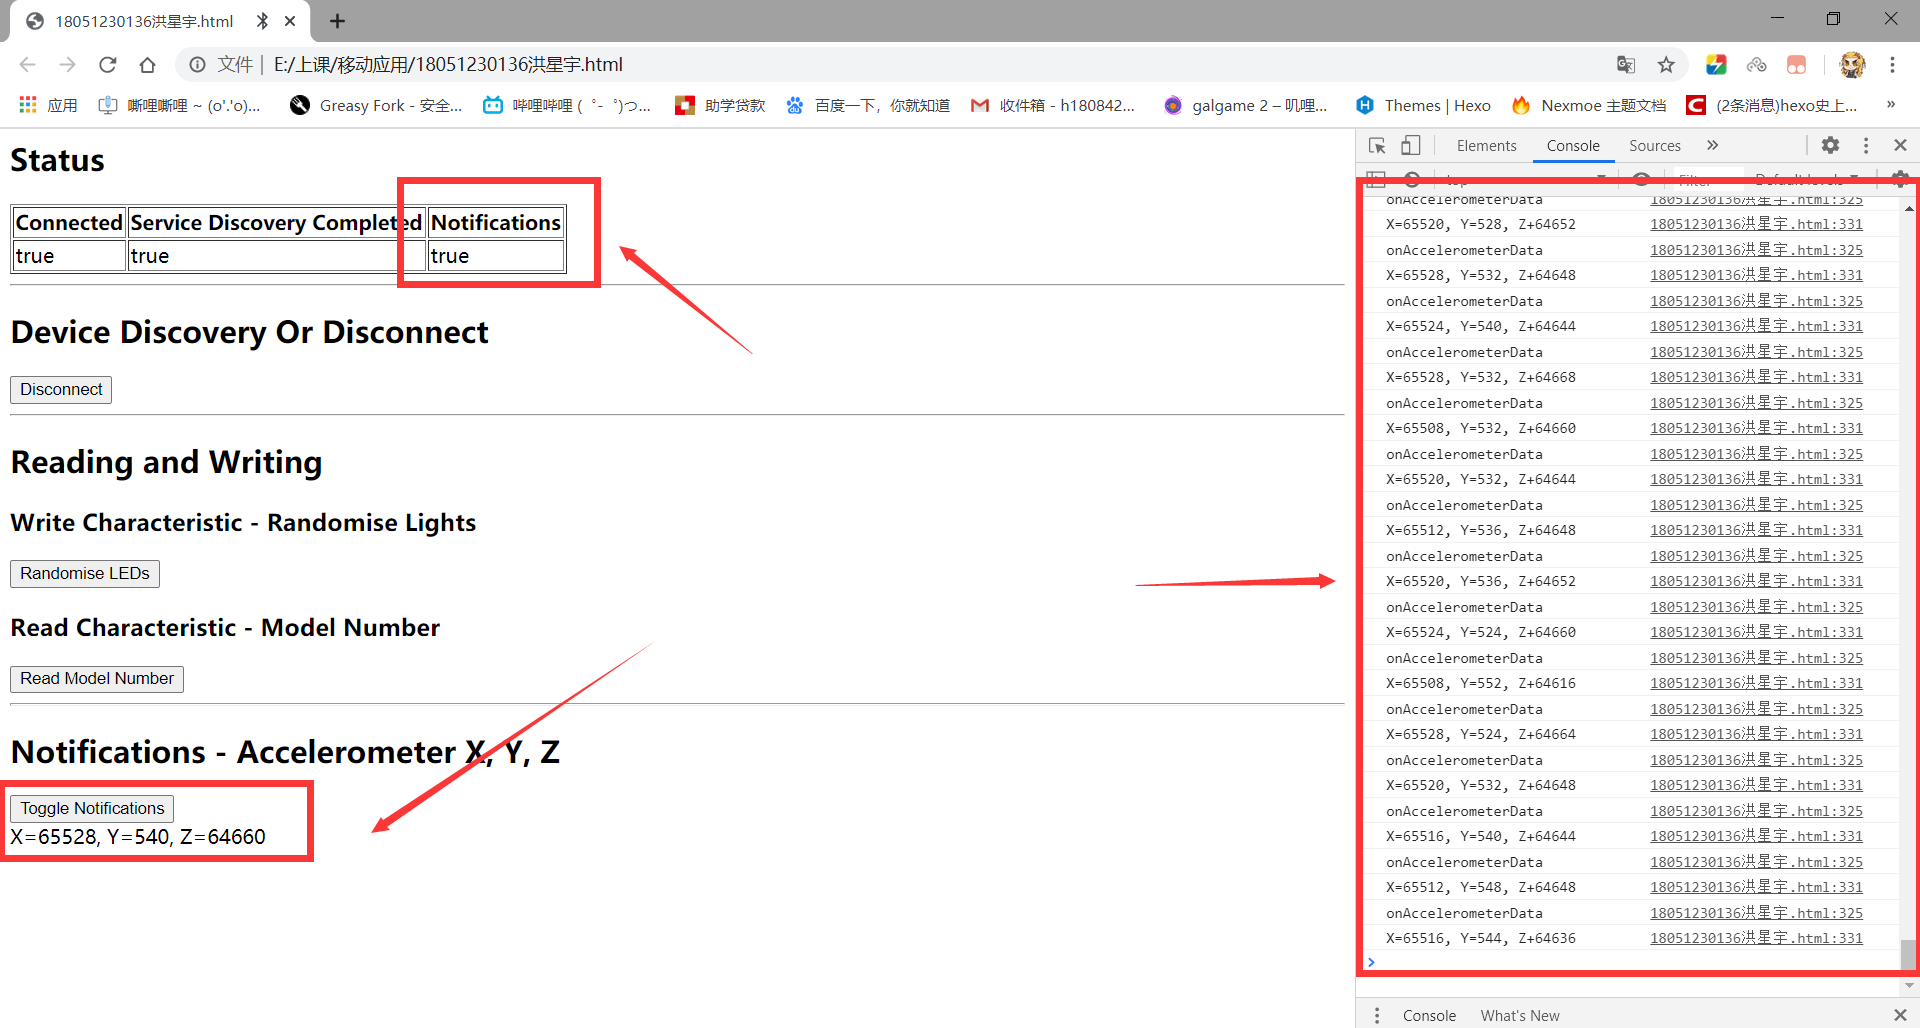 18051230136洪星宇.html
文件 | E:/上课/移动应用/18051230136洪星宇.html
应用 嘶哩嘶哩 ~ (o'.'o)... Greasy Fork - 安全... 哔哩哔哩 ( ゜- ゜)つ... 助学贷款 百度一下，你就知道 收件箱 - h180842... galgame 2 – 叽哩... Themes | Hexo Nexmoe 主题文档 (2条消息)hexo史上... »
Status
Connected Service Discovery Completed Notifications
true true true
Device Discovery Or Disconnect
Disconnect
Reading and Writing
Write Characteristic - Randomise Lights
Randomise LEDs
Read Characteristic - Model Number
Read Model Number
Notifications - Accelerometer X, Y, Z
Toggle Notifications
X=65528, Y=540, Z=64660
Elements Console Sources »
top Filter Default levels
onAccelerometerData 18051230136洪星宇.html:325
X=65520, Y=528, Z+64652 18051230136洪星宇.html:331
onAccelerometerData 18051230136洪星宇.html:325
X=65528, Y=532, Z+64648 18051230136洪星宇.html:331
onAccelerometerData 18051230136洪星宇.html:325
X=65524, Y=540, Z+64644 18051230136洪星宇.html:331
onAccelerometerData 18051230136洪星宇.html:325
X=65528, Y=532, Z+64668 18051230136洪星宇.html:331
onAccelerometerData 18051230136洪星宇.html:325
X=65508, Y=532, Z+64660 18051230136洪星宇.html:331
onAccelerometerData 18051230136洪星宇.html:325
X=65520, Y=532, Z+64644 18051230136洪星宇.html:331
onAccelerometerData 18051230136洪星宇.html:325
X=65512, Y=536, Z+64648 18051230136洪星宇.html:331
onAccelerometerData 18051230136洪星宇.html:325
X=65520, Y=536, Z+64652 18051230136洪星宇.html:331
onAccelerometerData 18051230136洪星宇.html:325
X=65524, Y=524, Z+64660 18051230136洪星宇.html:331
onAccelerometerData 18051230136洪星宇.html:325
X=65508, Y=552, Z+64616 18051230136洪星宇.html:331
onAccelerometerData 18051230136洪星宇.html:325
X=65528, Y=524, Z+64664 18051230136洪星宇.html:331
onAccelerometerData 18051230136洪星宇.html:325
X=65520, Y=532, Z+64648 18051230136洪星宇.html:331
onAccelerometerData 18051230136洪星宇.html:325
X=65516, Y=540, Z+64644 18051230136洪星宇.html:331
onAccelerometerData 18051230136洪星宇.html:325
X=65512, Y=548, Z+64648 18051230136洪星宇.html:331
onAccelerometerData 18051230136洪星宇.html:325
X=65516, Y=544, Z+64636 18051230136洪星宇.html:331
Console What's New